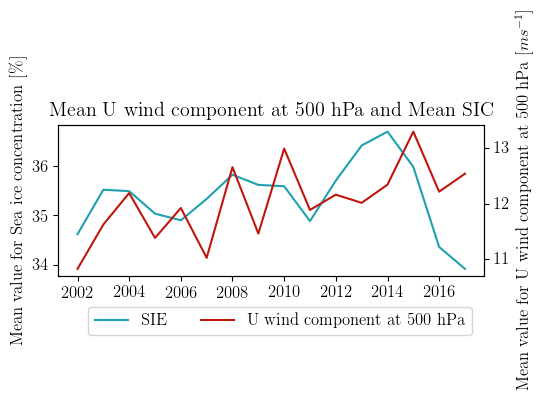 Mean U wind component at 500 hPa and Mean SIC
Mean value for Sea ice concentration [%]
36
35
34
13
12
11
Mean value for U wind component at 500 hPa [ms⁻¹]
2002 2004 2006 2008 2010 2012 2014 2016
SIE U wind component at 500 hPa